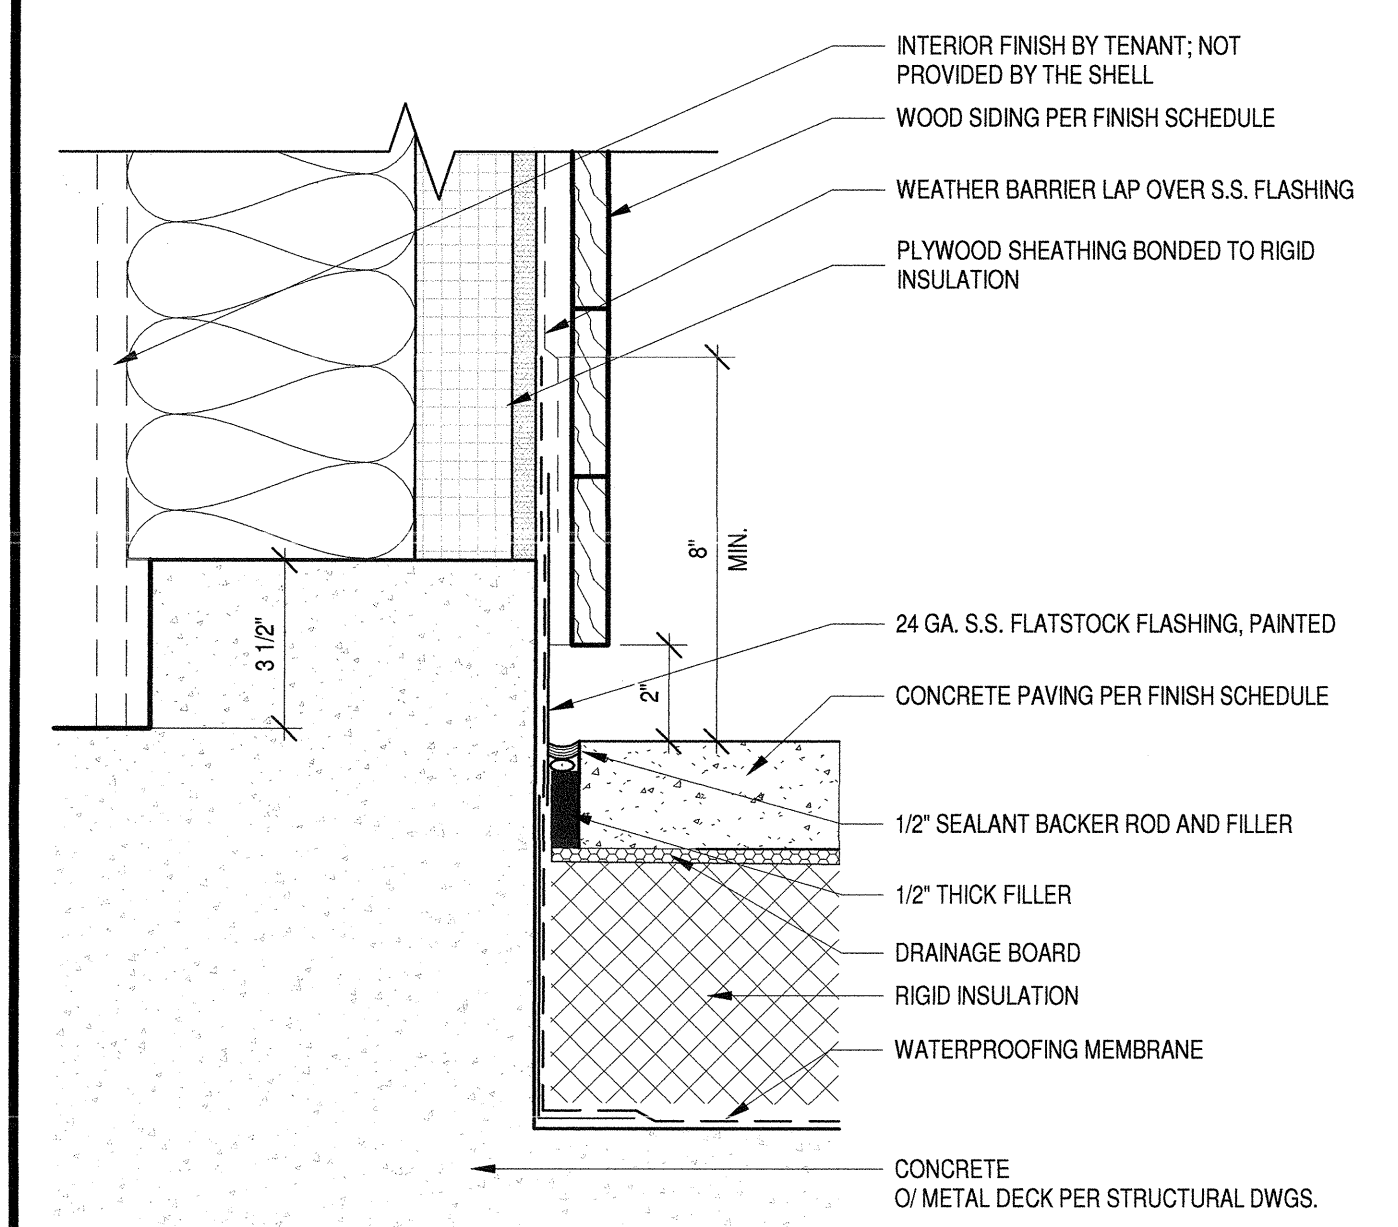 INTERIOR FINISH BY TENANT; NOT
PROVIDED BY THE SHELL
WOOD SIDING PER FINISH SCHEDULE
WEATHER BARRIER LAP OVER S.S. FLASHING
PLYWOOD SHEATHING BONDED TO RIGID
INSULATION
8"
MIN.
3 1/2"
24 GA. S.S. FLATSTOCK FLASHING, PAINTED
2"
CONCRETE PAVING PER FINISH SCHEDULE
1/2" SEALANT BACKER ROD AND FILLER
1/2" THICK FILLER
DRAINAGE BOARD
RIGID INSULATION
WATERPROOFING MEMBRANE
CONCRETE
O/ METAL DECK PER STRUCTURAL DWGS.